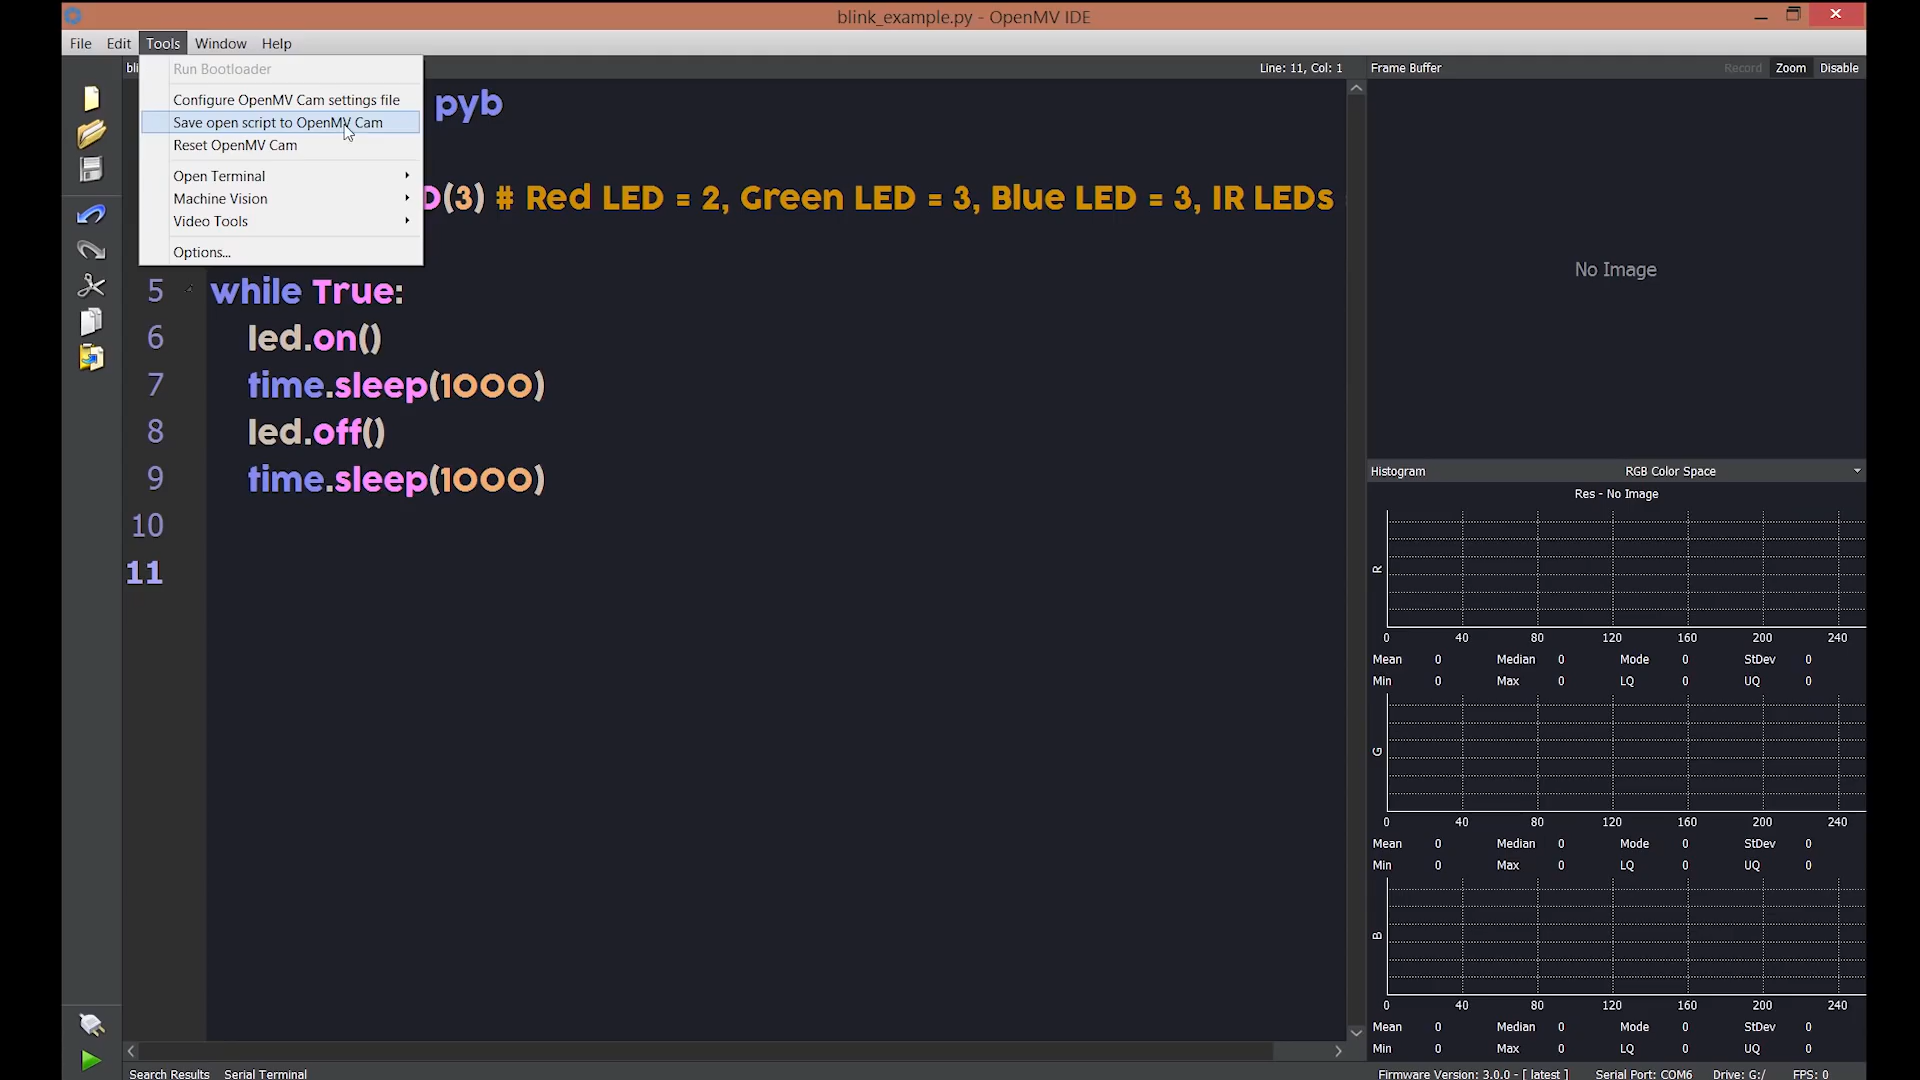 blink_example.py - OpenMV IDE
File Edit Tools Window Help
Line: 11, Col: 1
Frame Buffer Record Zoom Disable
Run Bootloader
Configure OpenMV Cam settings file
Save open script to OpenMV Cam
Reset OpenMV Cam
Open Terminal
Machine Vision
Video Tools
Options...
pyb
(3) # Red LED = 2, Green LED = 3, Blue LED = 3, IR LEDs
5 while True:
6 led.on()
7 time.sleep(1000)
8 led.off()
9 time.sleep(1000)
10
11
No Image
Histogram RGB Color Space
Res - No Image
R
0 40 80 120 160 200 240
Mean 0 Median 0 Mode 0 StDev 0
Min 0 Max 0 LQ 0 UQ 0
G
0 40 80 120 160 200 240
Mean 0 Median 0 Mode 0 StDev 0
Min 0 Max 0 LQ 0 UQ 0
B
0 40 80 120 160 200 240
Mean 0 Median 0 Mode 0 StDev 0
Min 0 Max 0 LQ 0 UQ 0
Search Results Serial Terminal
Firmware Version: 3.0.0 - [ latest ] Serial Port: COM6 Drive: G:/ FPS: 0